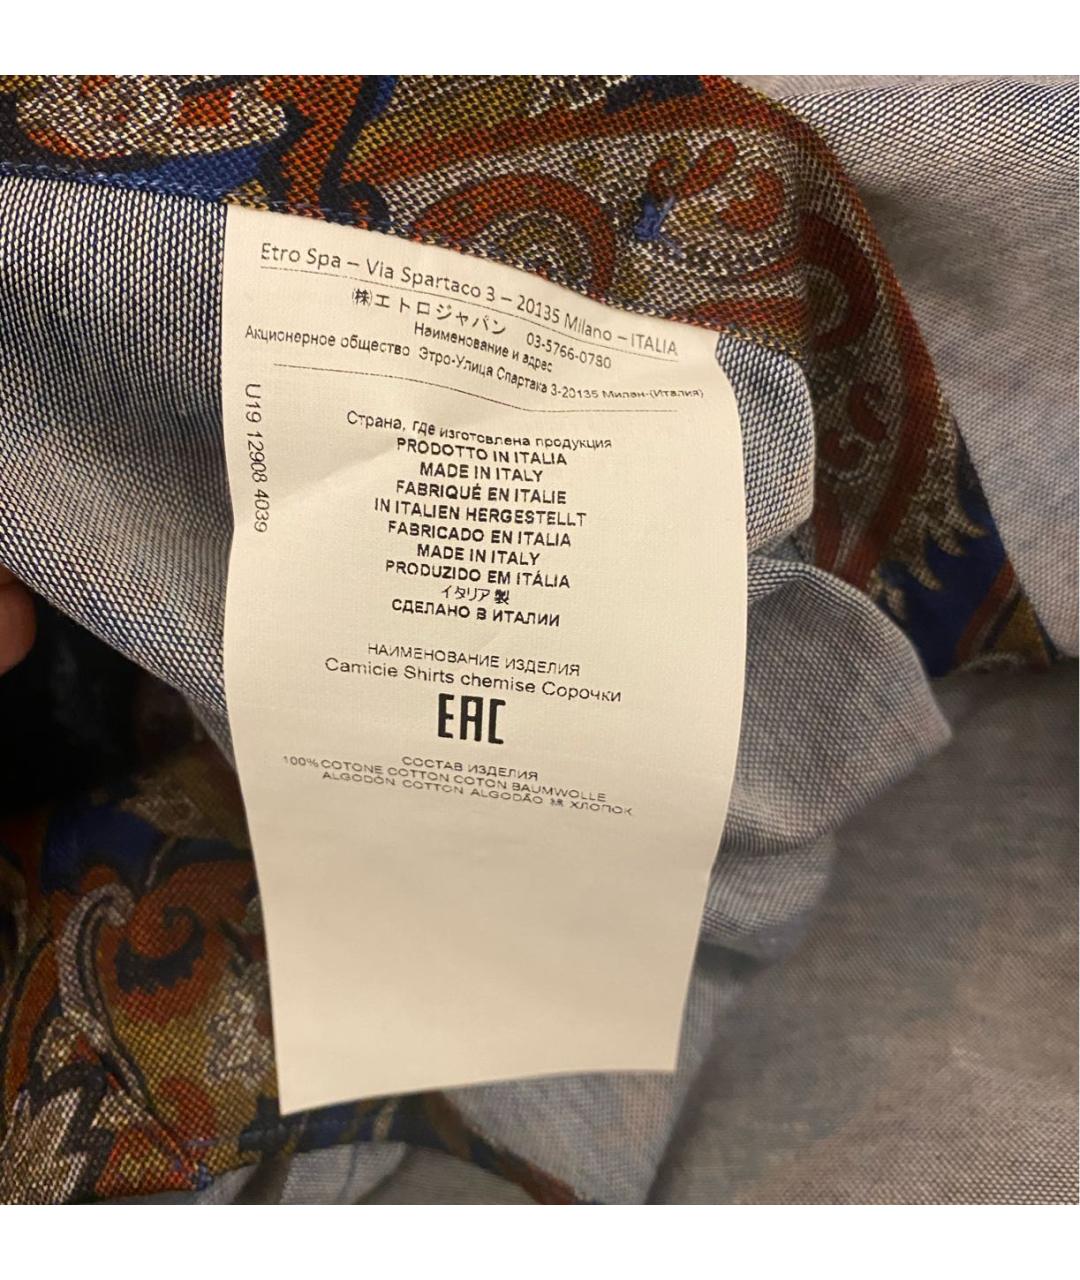 Etro Spa – Via Spartaco 3 – 20135 Milano – ITALIA
㈱エトロジャパン 03-5766-0780
Наименование и адрес
Акционерное общество Этро-Улица Спартака 3-20135 Милан-(Италия)
U19 12908 4039
Страна, где изготовлена продукция
PRODOTTO IN ITALIA
MADE IN ITALY
FABRIQUÉ EN ITALIE
IN ITALIEN HERGESTELLT
FABRICADO EN ITALIA
MADE IN ITALY
PRODUZIDO EM ITÁLIA
イタリア製
СДЕЛАНО В ИТАЛИИ
НАИМЕНОВАНИЕ ИЗДЕЛИЯ
Camicie Shirts chemise Сорочки
EAC
СОСТАВ ИЗДЕЛИЯ
100% COTONE COTTON COTON BAUMWOLLE
ALGODÓN COTTON ALGODÃO 綿 ХЛОПОК